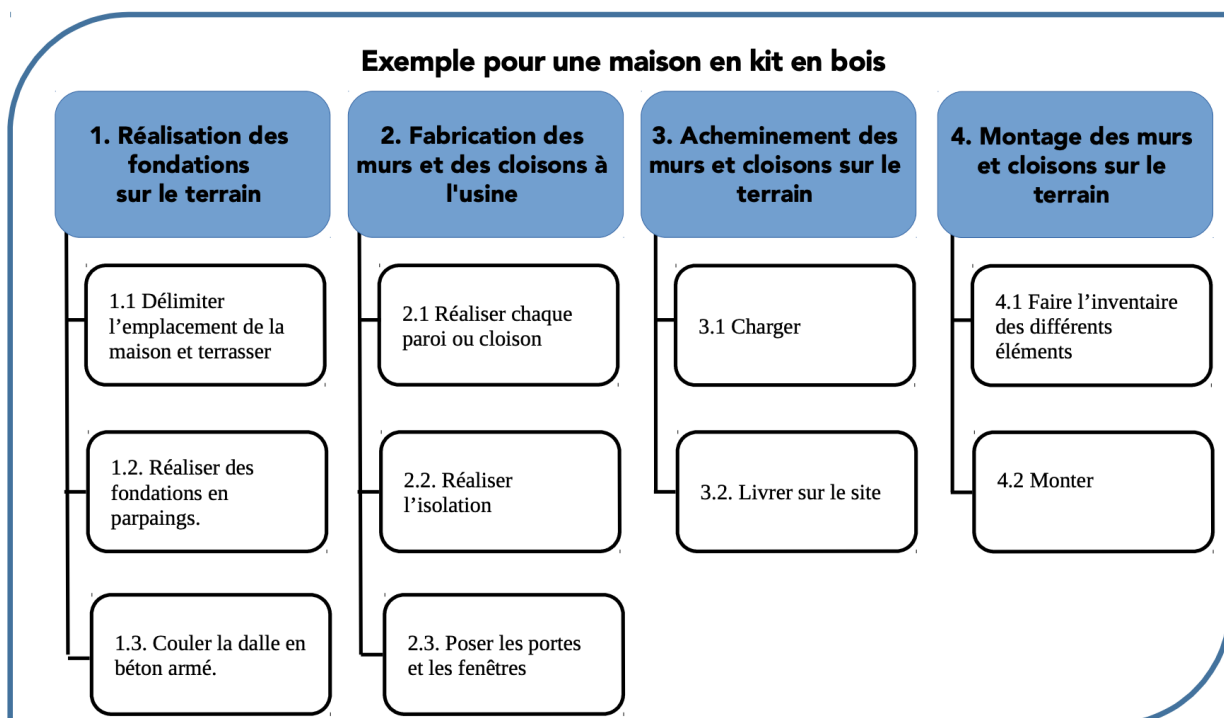 Exemple pour une maison en kit en bois
1. Réalisation des
fondations
sur le terrain
1.1 Délimiter
l’emplacement de la
maison et terrasser
1.2. Réaliser des
fondations en
parpaings.
1.3. Couler la dalle en
béton armé.
2. Fabrication des
murs et des cloisons à
l'usine
2.1 Réaliser chaque
paroi ou cloison
2.2. Réaliser
l’isolation
2.3. Poser les portes
et les fenêtres
3. Acheminement des
murs et cloisons sur le
terrain
3.1 Charger
3.2. Livrer sur le site
4. Montage des murs
et cloisons sur le
terrain
4.1 Faire l’inventaire
des différents
éléments
4.2 Monter